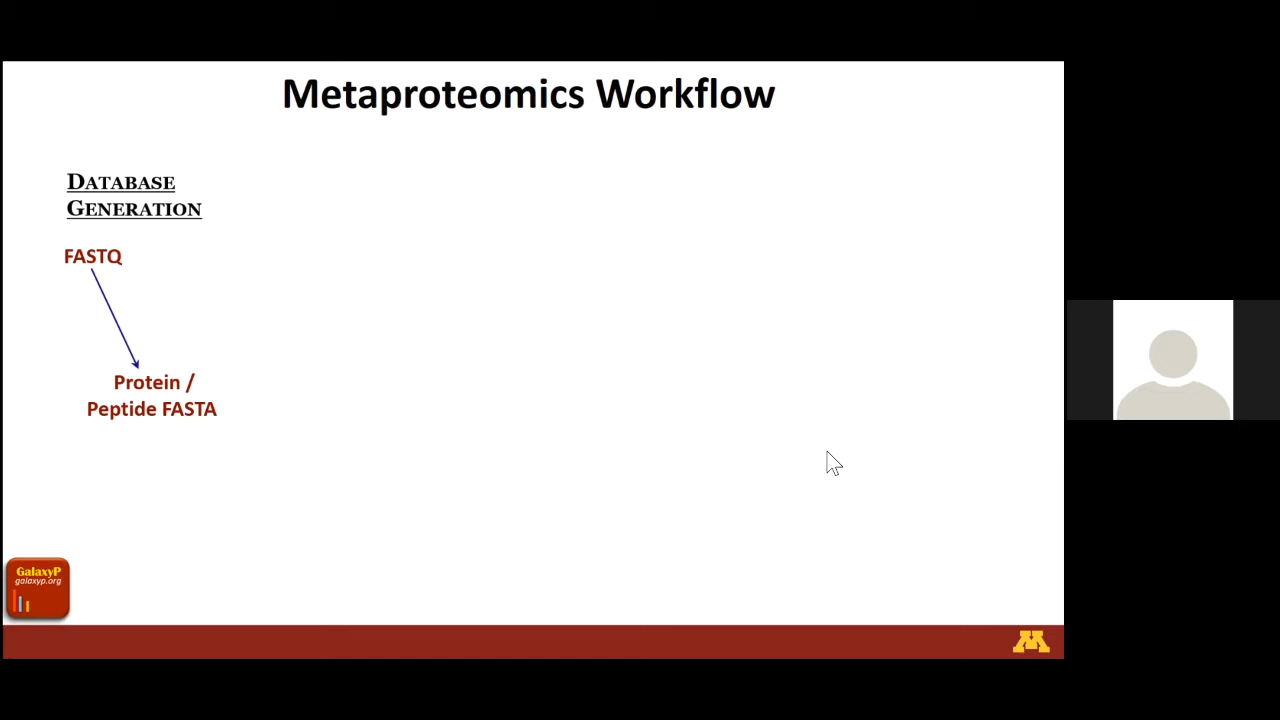 Metaproteomics Workflow
DATABASE
GENERATION
FASTQ
Protein /
Peptide FASTA
GalaxyP
galaxyp.org
M